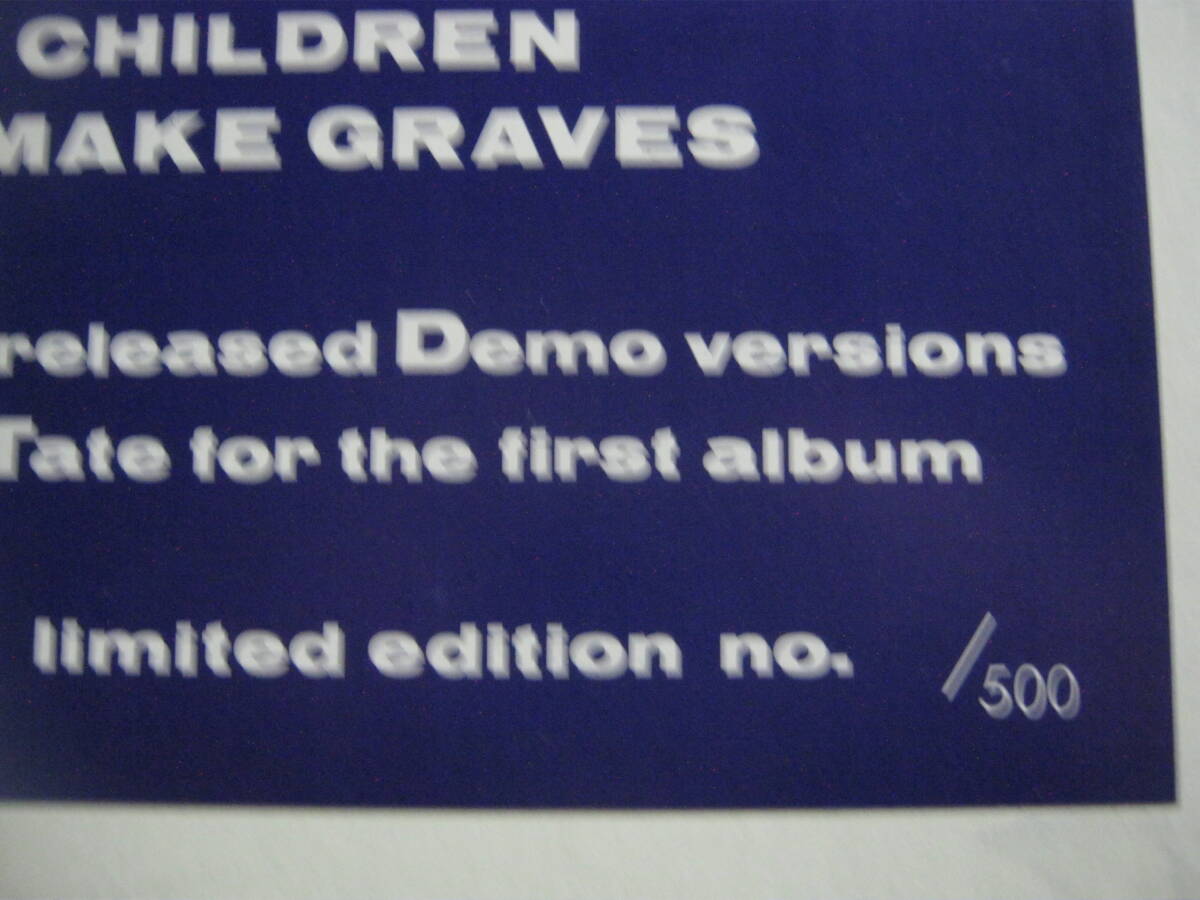 CHILDREN
MAKE GRAVES
released Demo versions
Tate for the first album
limited edition no. /500